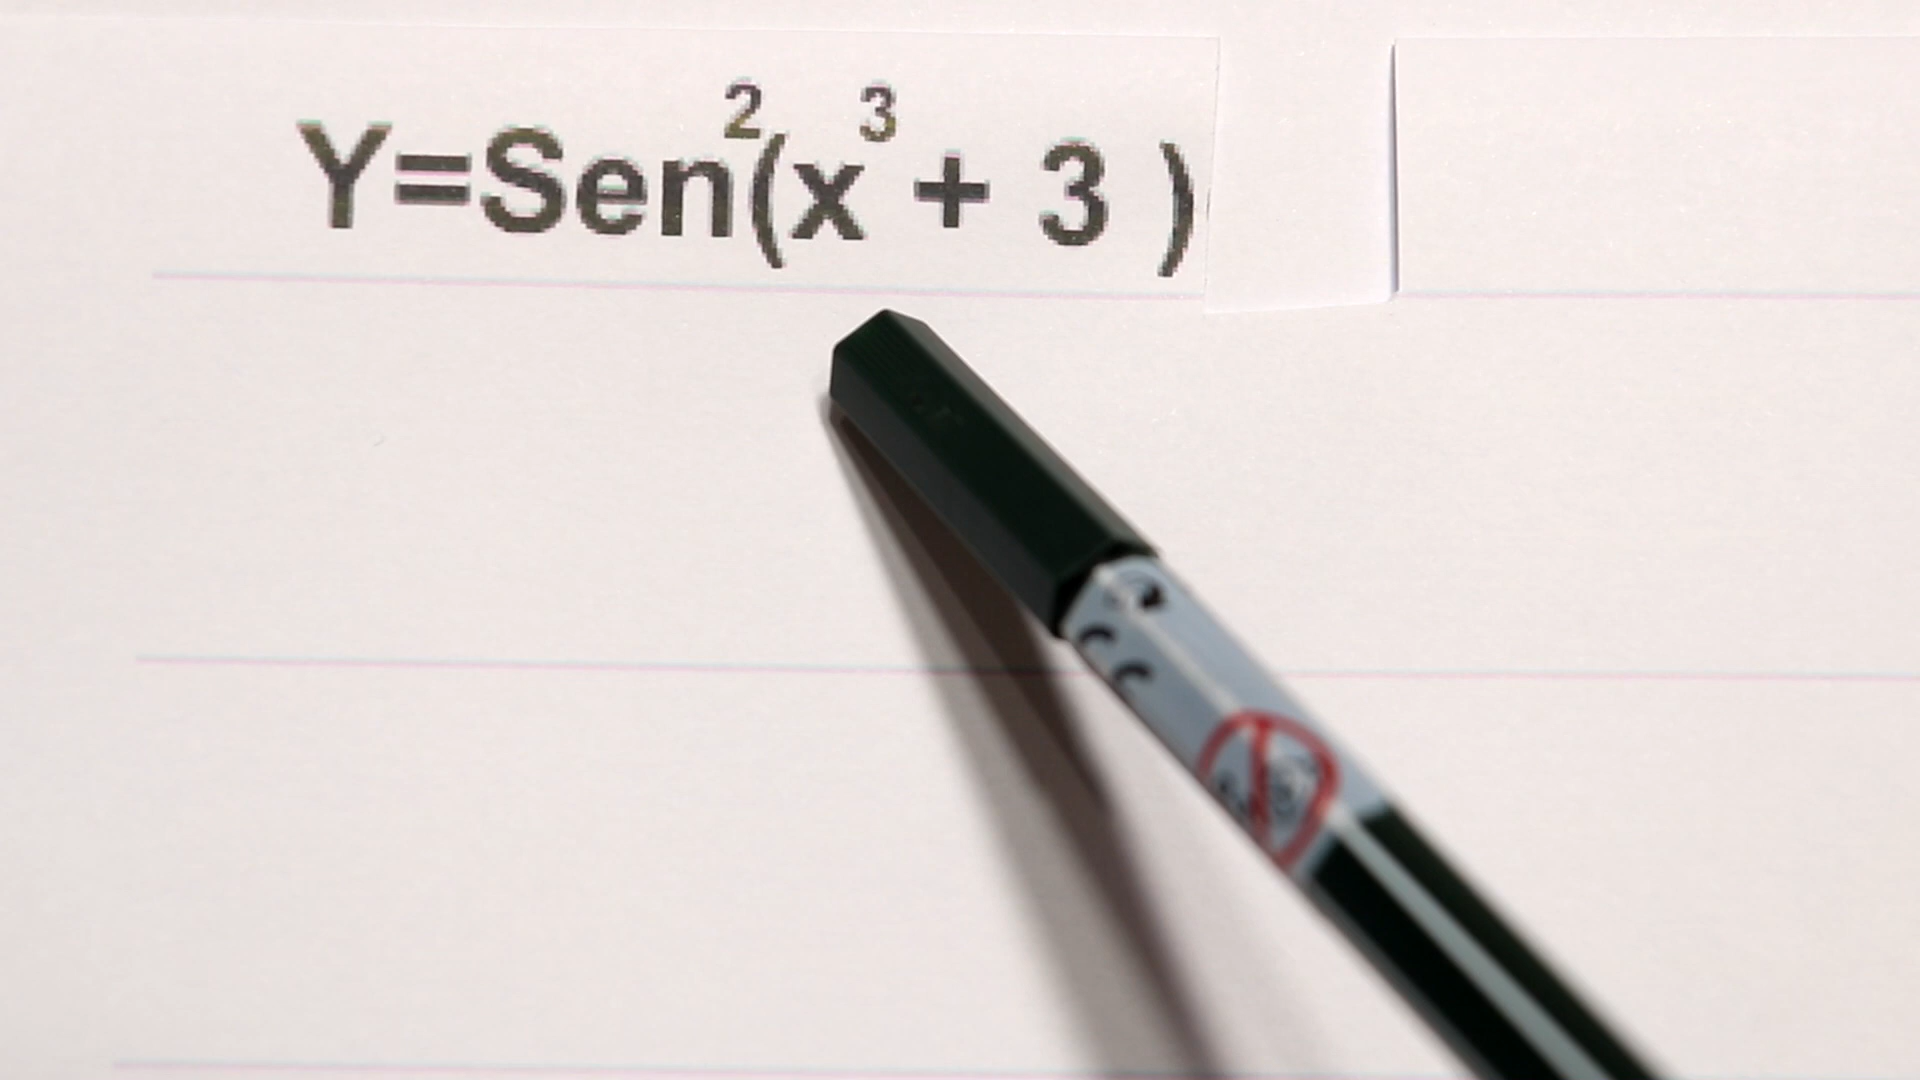 Y=Sen²(x³ + 3 )